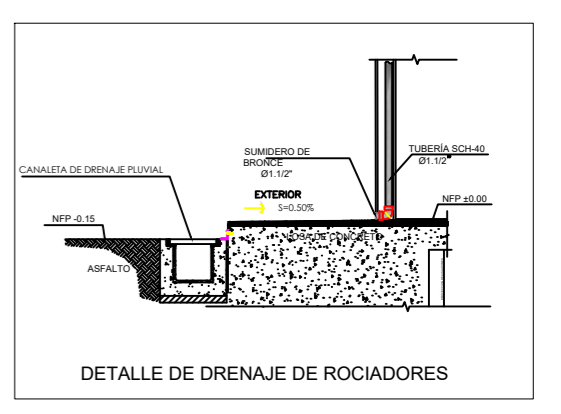 SUMIDERO DE
BRONCE
Ø1.1/2"
TUBERÍA SCH-40
Ø1.1/2"
CANALETA DE DRENAJE PLUVIAL
EXTERIOR
S=0.50%
NFP ±0.00
NFP -0.15
LOSA DE CONCRETO
ASFALTO
DETALLE DE DRENAJE DE ROCIADORES